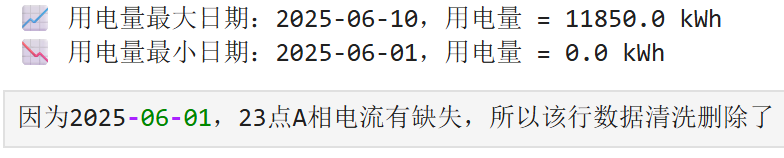 用电量最大日期：2025-06-10，用电量 = 11850.0 kWh
用电量最小日期：2025-06-01，用电量 = 0.0 kWh
因为2025-06-01，23点A相电流有缺失，所以该行数据清洗删除了